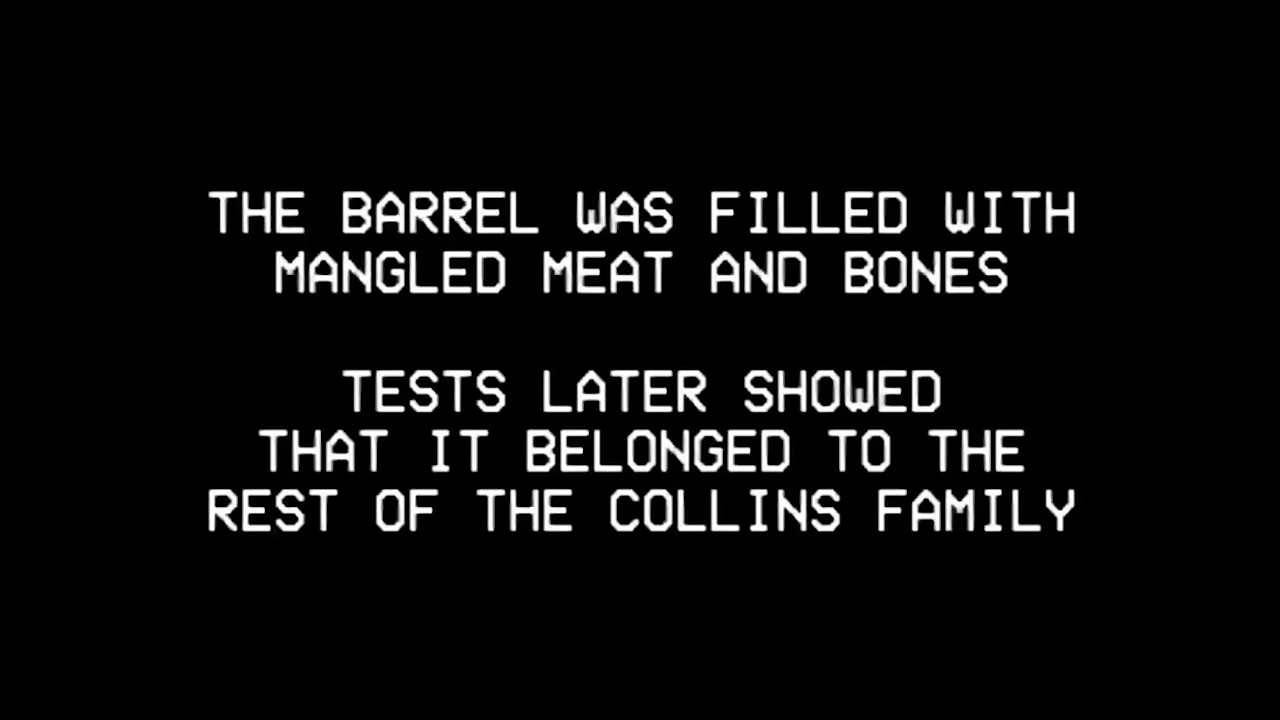 THE BARREL WAS FILLED WITH
MANGLED MEAT AND BONES
TESTS LATER SHOWED
THAT IT BELONGED TO THE
REST OF THE COLLINS FAMILY